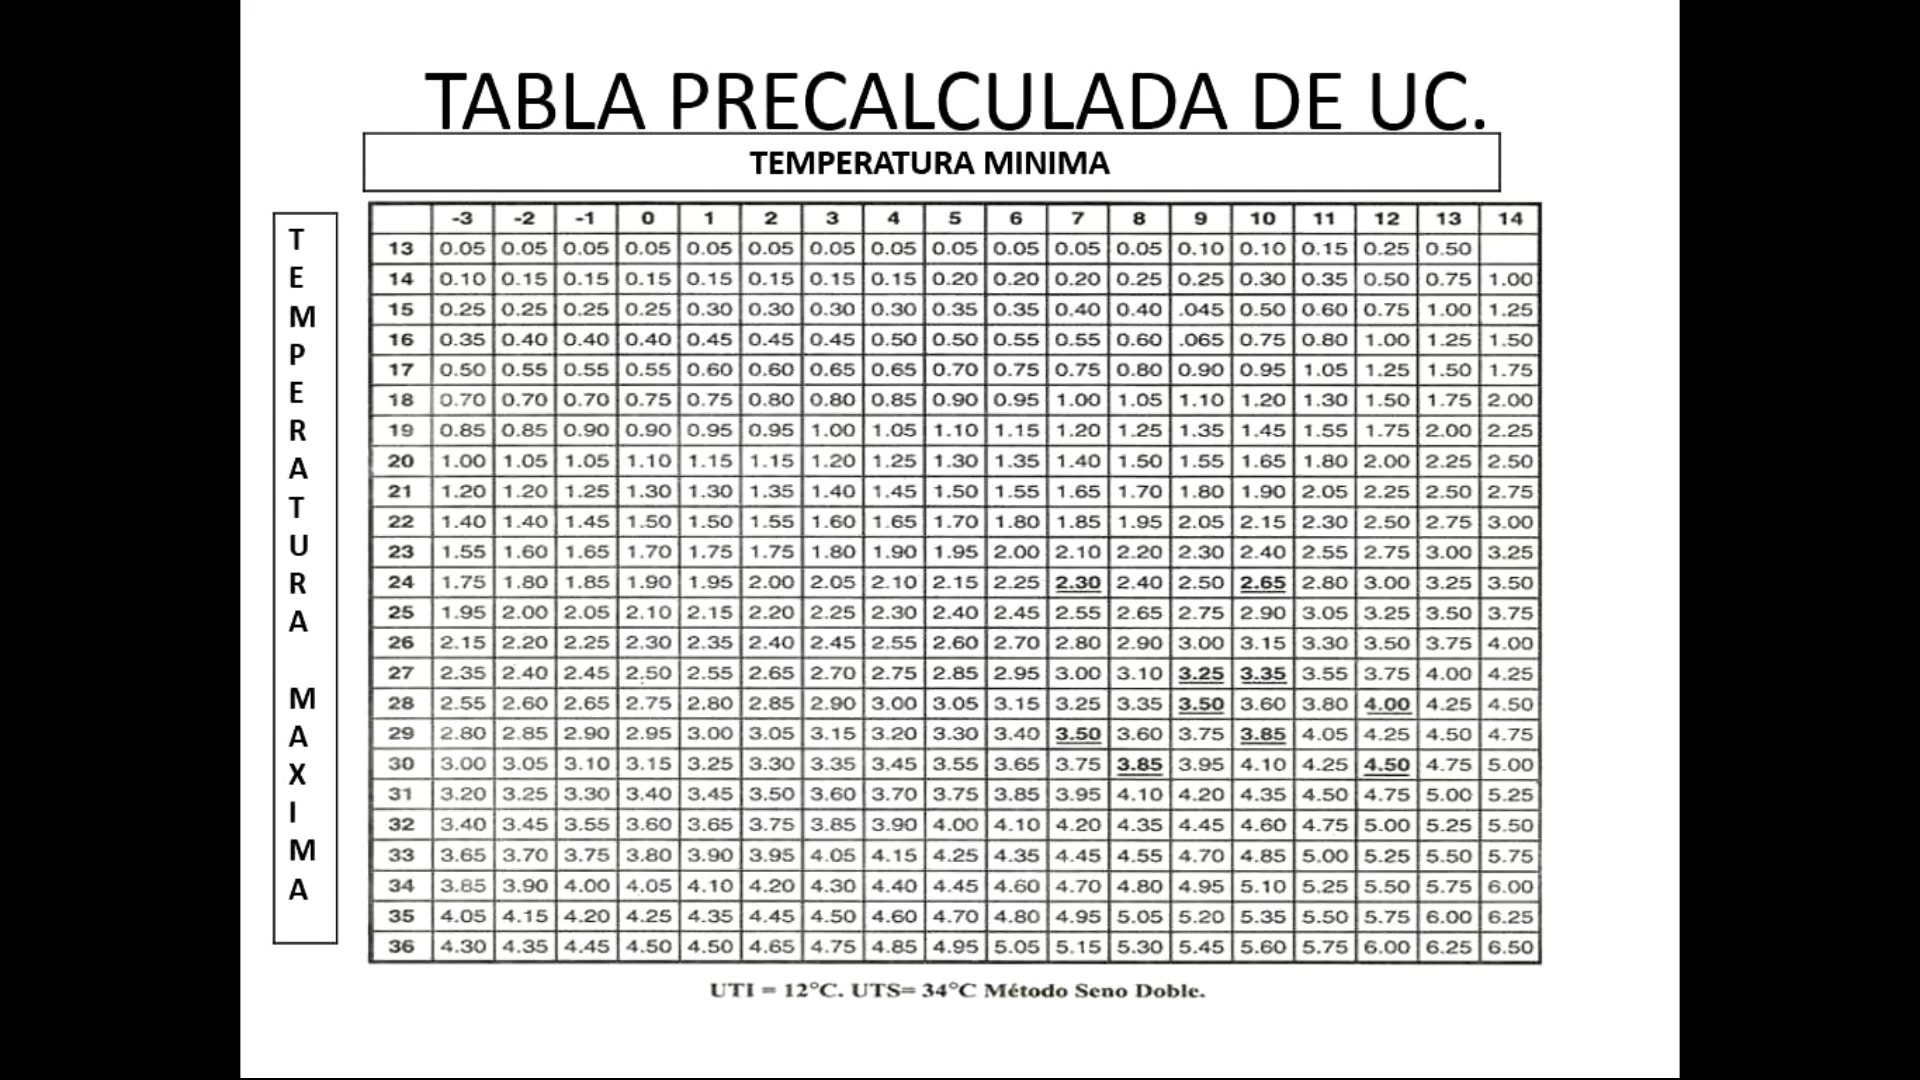 TABLA PRECALCULADA DE UC.
TEMPERATURA MINIMA
TEMPERATURA MAXIMA
-3 -2 -1 0 1 2 3 4 5 6 7 8 9 10 11 12 13 14
13 0.05 0.05 0.05 0.05 0.05 0.05 0.05 0.05 0.05 0.05 0.05 0.05 0.10 0.10 0.15 0.25 0.50
14 0.10 0.15 0.15 0.15 0.15 0.15 0.15 0.15 0.20 0.20 0.20 0.25 0.25 0.30 0.35 0.50 0.75 1.00
15 0.25 0.25 0.25 0.25 0.30 0.30 0.30 0.30 0.35 0.35 0.40 0.40 .045 0.50 0.60 0.75 1.00 1.25
16 0.35 0.40 0.40 0.40 0.45 0.45 0.45 0.50 0.50 0.55 0.55 0.60 .065 0.75 0.80 1.00 1.25 1.50
17 0.50 0.55 0.55 0.55 0.60 0.60 0.65 0.65 0.70 0.75 0.75 0.80 0.90 0.95 1.05 1.25 1.50 1.75
18 0.70 0.70 0.70 0.75 0.75 0.80 0.80 0.85 0.90 0.95 1.00 1.05 1.10 1.20 1.30 1.50 1.75 2.00
19 0.85 0.85 0.90 0.90 0.95 0.95 1.00 1.05 1.10 1.15 1.20 1.25 1.35 1.45 1.55 1.75 2.00 2.25
20 1.00 1.05 1.05 1.10 1.15 1.15 1.20 1.25 1.30 1.35 1.40 1.50 1.55 1.65 1.80 2.00 2.25 2.50
21 1.20 1.20 1.25 1.30 1.30 1.35 1.40 1.45 1.50 1.55 1.65 1.70 1.80 1.90 2.05 2.25 2.50 2.75
22 1.40 1.40 1.45 1.50 1.50 1.55 1.60 1.65 1.70 1.80 1.85 1.95 2.05 2.15 2.30 2.50 2.75 3.00
23 1.55 1.60 1.65 1.70 1.75 1.75 1.80 1.90 1.95 2.00 2.10 2.20 2.30 2.40 2.55 2.75 3.00 3.25
24 1.75 1.80 1.85 1.90 1.95 2.00 2.05 2.10 2.15 2.25 2.30 2.40 2.50 2.65 2.80 3.00 3.25 3.50
25 1.95 2.00 2.05 2.10 2.15 2.20 2.25 2.30 2.40 2.45 2.55 2.65 2.75 2.90 3.05 3.25 3.50 3.75
26 2.15 2.20 2.25 2.30 2.35 2.40 2.45 2.55 2.60 2.70 2.80 2.90 3.00 3.15 3.30 3.50 3.75 4.00
27 2.35 2.40 2.45 2.50 2.55 2.65 2.70 2.75 2.85 2.95 3.00 3.10 3.25 3.35 3.55 3.75 4.00 4.25
28 2.55 2.60 2.65 2.75 2.80 2.85 2.90 3.00 3.05 3.15 3.25 3.35 3.50 3.60 3.80 4.00 4.25 4.50
29 2.80 2.85 2.90 2.95 3.00 3.05 3.15 3.20 3.30 3.40 3.50 3.60 3.75 3.85 4.05 4.25 4.50 4.75
30 3.00 3.05 3.10 3.15 3.25 3.30 3.35 3.45 3.55 3.65 3.75 3.85 3.95 4.10 4.25 4.50 4.75 5.00
31 3.20 3.25 3.30 3.40 3.45 3.50 3.60 3.70 3.75 3.85 3.95 4.10 4.20 4.35 4.50 4.75 5.00 5.25
32 3.40 3.45 3.55 3.60 3.65 3.75 3.85 3.90 4.00 4.10 4.20 4.35 4.45 4.60 4.75 5.00 5.25 5.50
33 3.65 3.70 3.75 3.80 3.90 3.95 4.05 4.15 4.25 4.35 4.45 4.55 4.70 4.85 5.00 5.25 5.50 5.75
34 3.85 3.90 4.00 4.05 4.10 4.20 4.30 4.40 4.45 4.60 4.70 4.80 4.95 5.10 5.25 5.50 5.75 6.00
35 4.05 4.15 4.20 4.25 4.35 4.45 4.50 4.60 4.70 4.80 4.95 5.05 5.20 5.35 5.50 5.75 6.00 6.25
36 4.30 4.35 4.45 4.50 4.50 4.65 4.75 4.85 4.95 5.05 5.15 5.30 5.45 5.60 5.75 6.00 6.25 6.50
UTI = 12°C. UTS= 34°C Método Seno Doble.